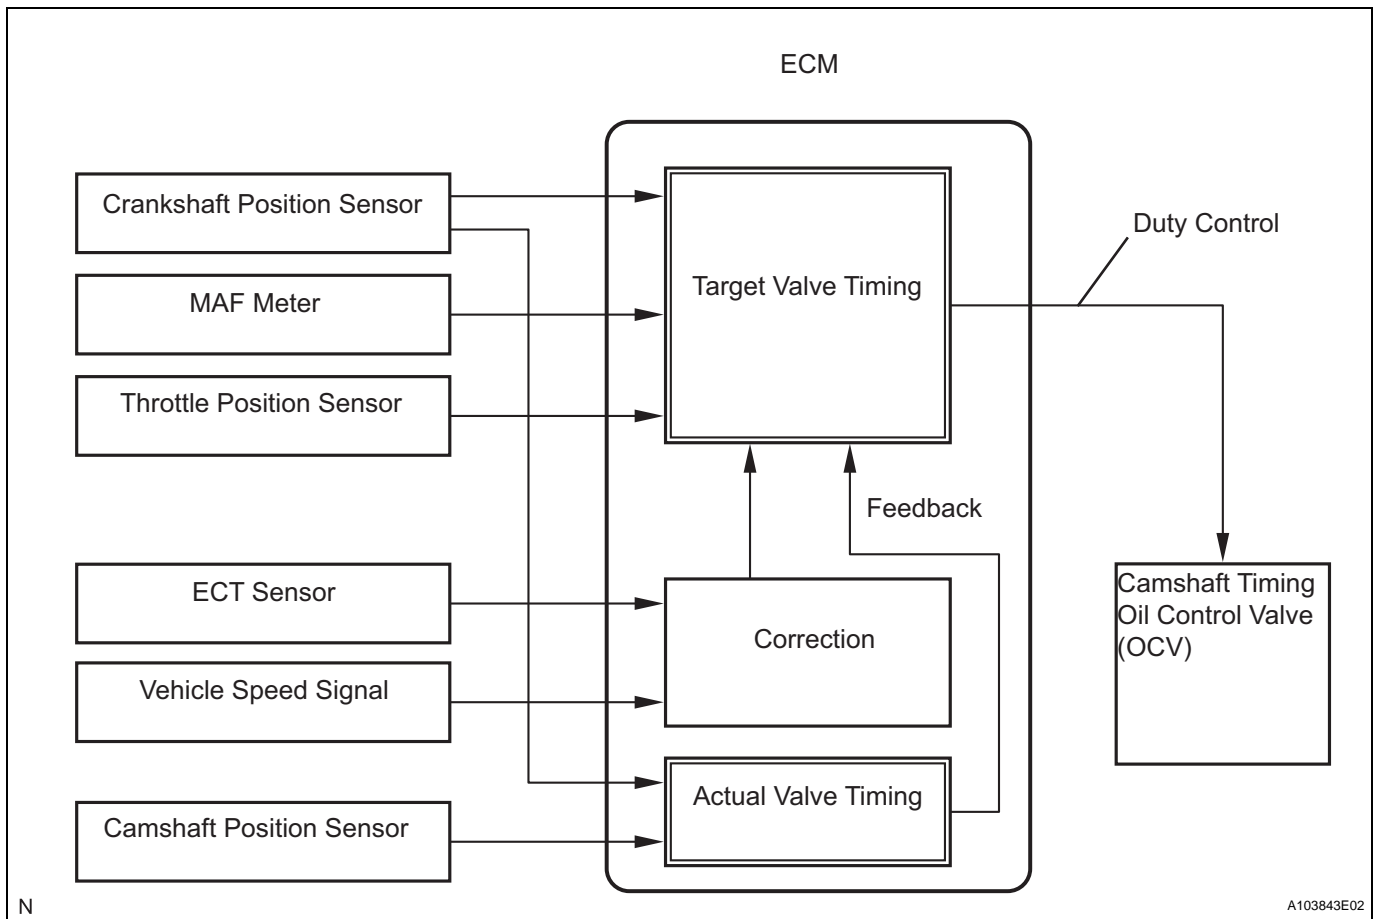 ECM
Crankshaft Position Sensor
MAF Meter
Throttle Position Sensor
ECT Sensor
Vehicle Speed Signal
Camshaft Position Sensor
Target Valve Timing
Feedback
Correction
Actual Valve Timing
Duty Control
Camshaft Timing
Oil Control Valve
(OCV)
N
A103843E02